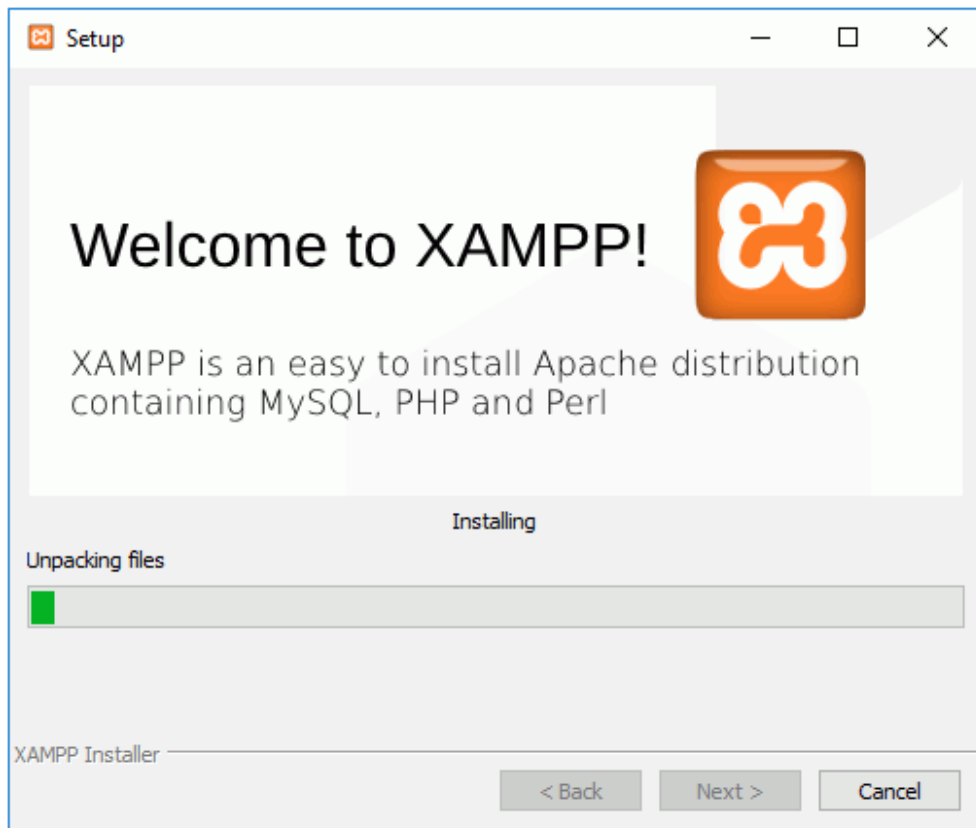 Setup
Welcome to XAMPP!
XAMPP is an easy to install Apache distribution
containing MySQL, PHP and Perl
Installing
Unpacking files
XAMPP Installer
< Back
Next >
Cancel